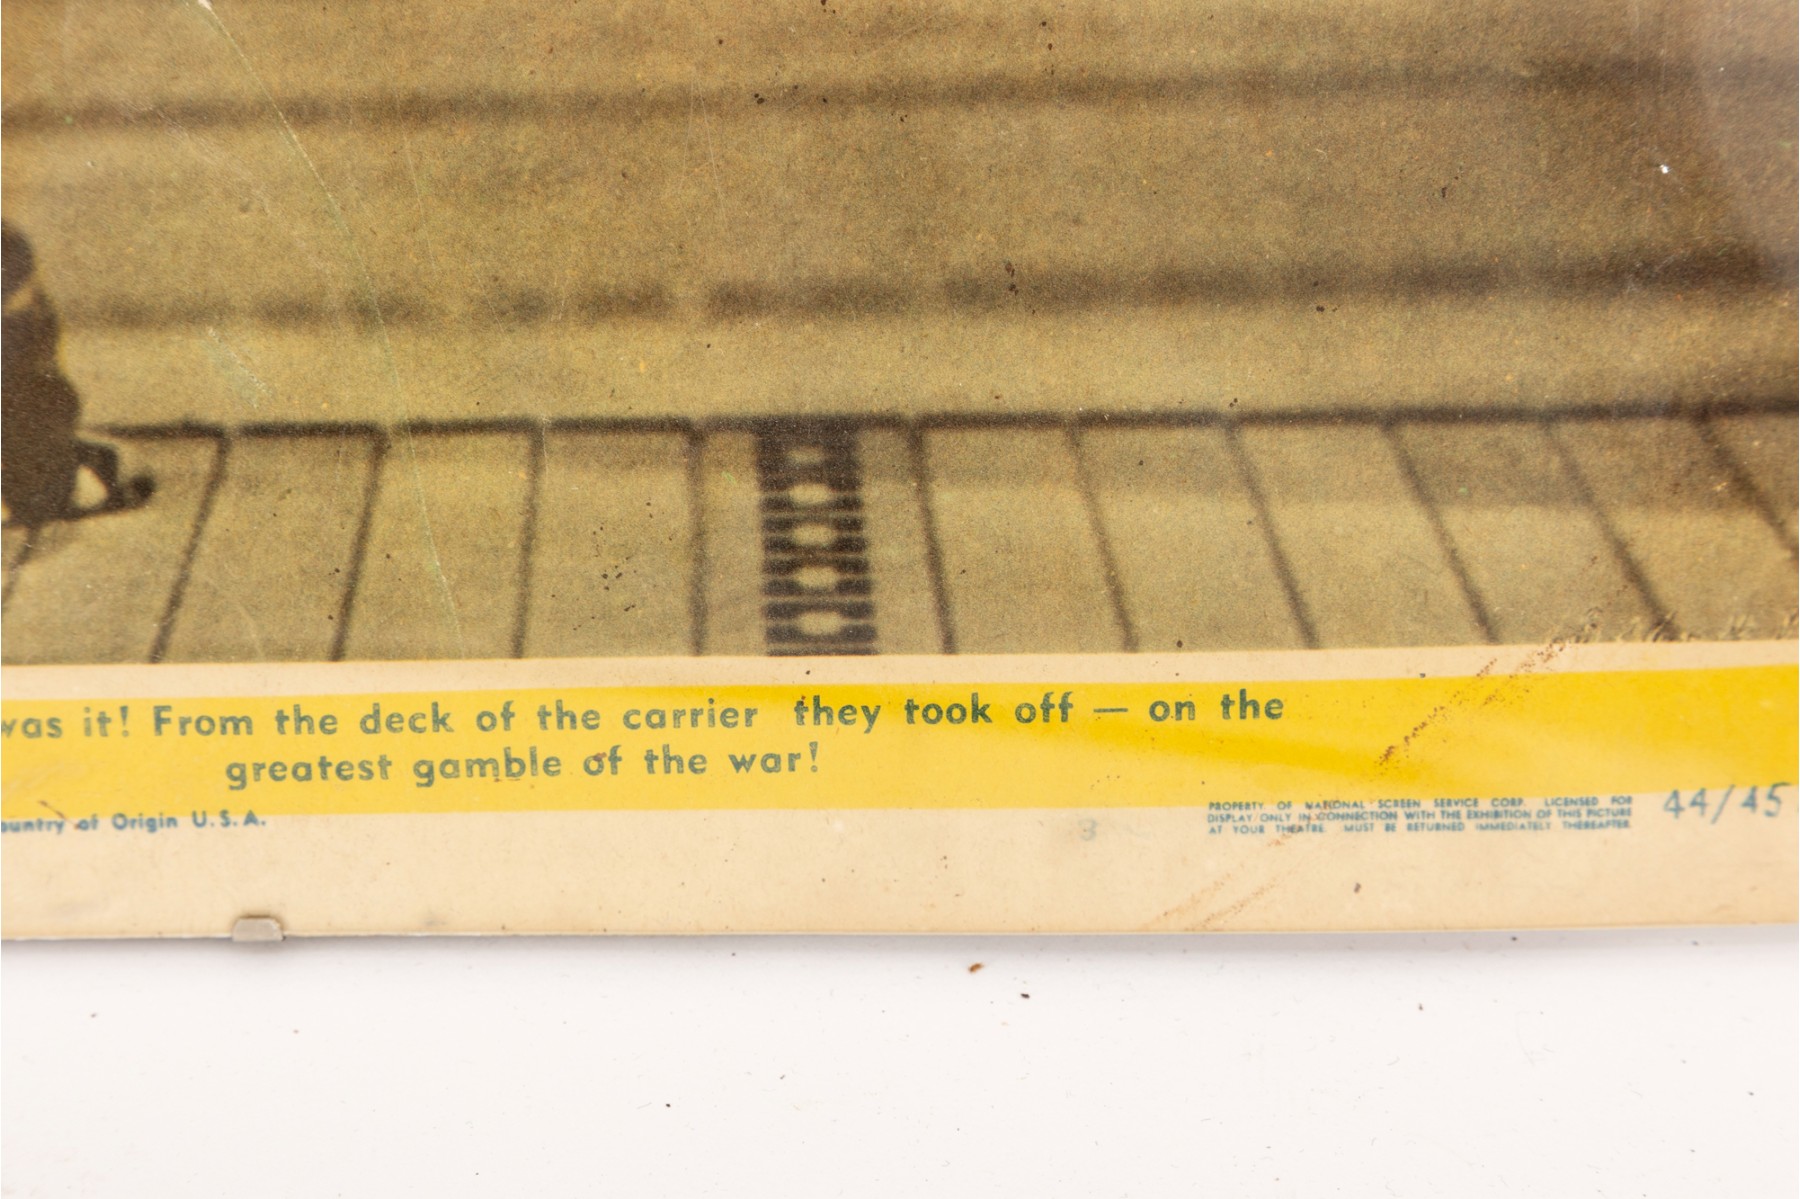 was it! From the deck of the carrier they took off — on the
greatest gamble of the war!
ountry of Origin U.S.A.
3
PROPERTY OF NATIONAL SCREEN SERVICE CORP. LICENSED FOR
DISPLAY ONLY IN CONNECTION WITH THE EXHIBITION OF THIS PICTURE
AT YOUR THEATRE. MUST BE RETURNED IMMEDIATELY THEREAFTER.
44/45